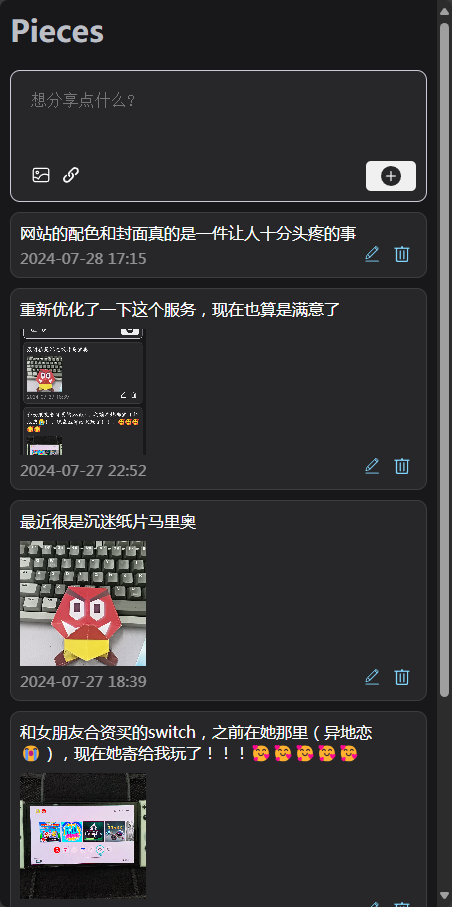 Pieces
想分享点什么？
网站的配色和封面真的是一件让人十分头疼的事
2024-07-28 17:15
重新优化了一下这个服务，现在也算是满意了
2024-07-27 22:52
最近很是沉迷纸片马里奥
2024-07-27 18:39
和女朋友合资买的switch，之前在她那里（异地恋
😭），现在她寄给我玩了！！！🥰🥰🥰🥰🥰